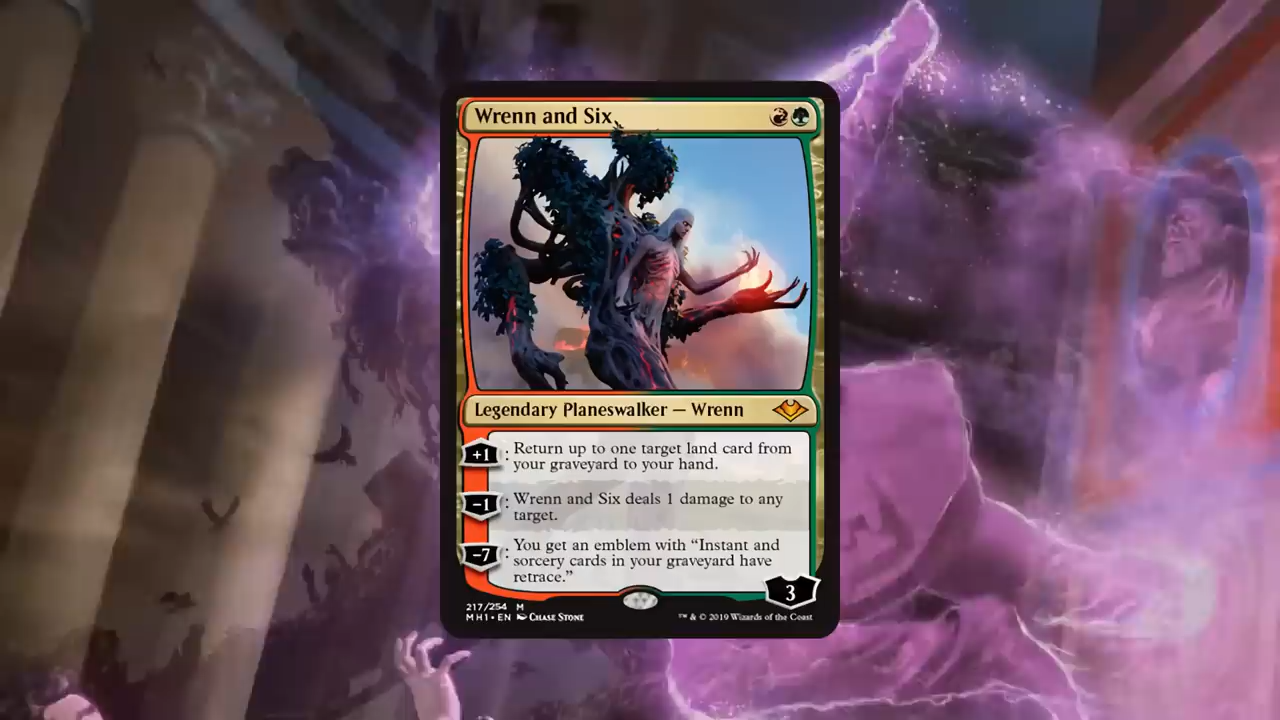 Wrenn and Six
Legendary Planeswalker — Wrenn
+1: Return up to one target land card from
your graveyard to your hand.
−1: Wrenn and Six deals 1 damage to any
target.
−7: You get an emblem with “Instant and
sorcery cards in your graveyard have
retrace.”
3
217/254 M
MH1 • EN Chase Stone
™ & © 2019 Wizards of the Coast